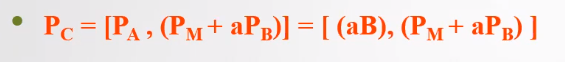 • P_C = [P_A , (P_M + aP_B)] = [ (aB), (P_M + aP_B) ]